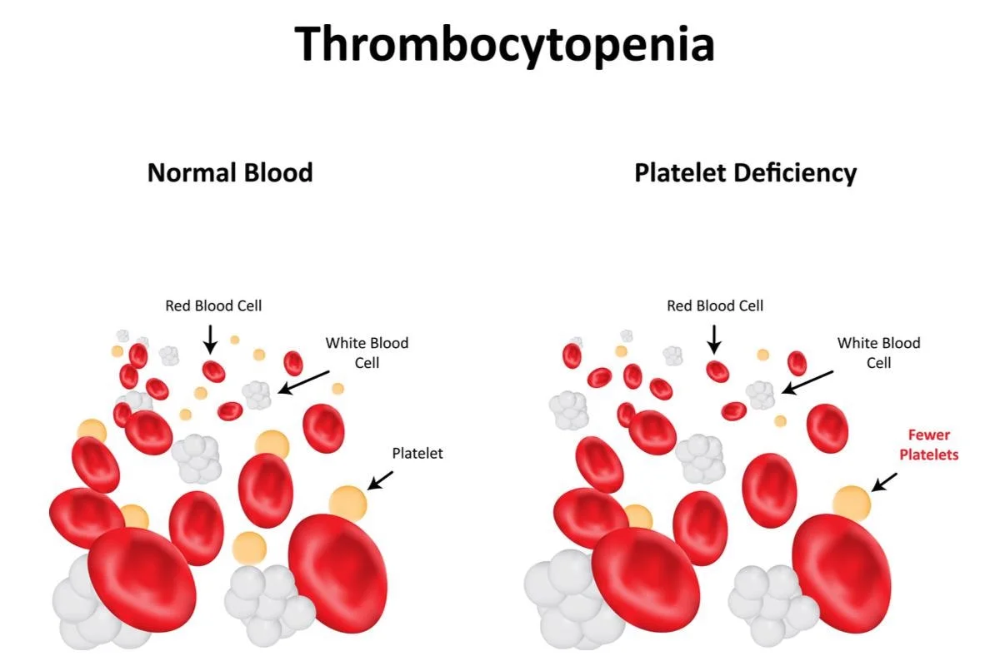 Thrombocytopenia
Normal Blood
Platelet Deficiency
Red Blood Cell
White Blood
Cell
Platelet
Red Blood Cell
White Blood
Cell
Fewer
Platelets